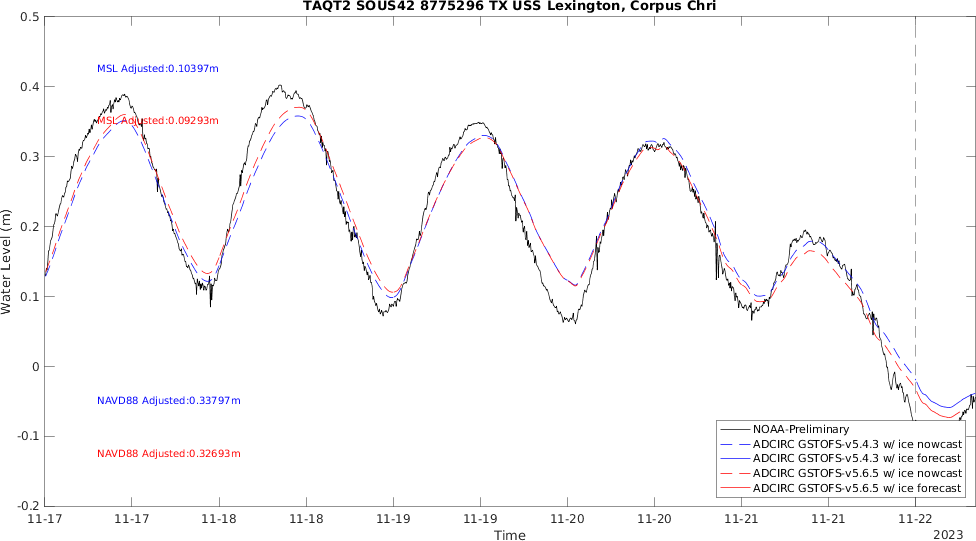 TAQT2 SOUS42 8775296 TX USS Lexington, Corpus Chri
0.5
MSL Adjusted:0.10397m
0.4
MSL Adjusted:0.09293m
0.3
0.2
Water Level (m)
0.1
0
NAVD88 Adjusted:0.33797m
-0.1
NAVD88 Adjusted:0.32693m
NOAA-Preliminary
ADCIRC GSTOFS-v5.4.3 w/ ice nowcast
ADCIRC GSTOFS-v5.4.3 w/ ice forecast
ADCIRC GSTOFS-v5.6.5 w/ ice nowcast
ADCIRC GSTOFS-v5.6.5 w/ ice forecast
-0.2
11-17 11-17 11-18 11-18 11-19 11-19 11-20 11-20 11-21 11-21 11-22
Time
2023